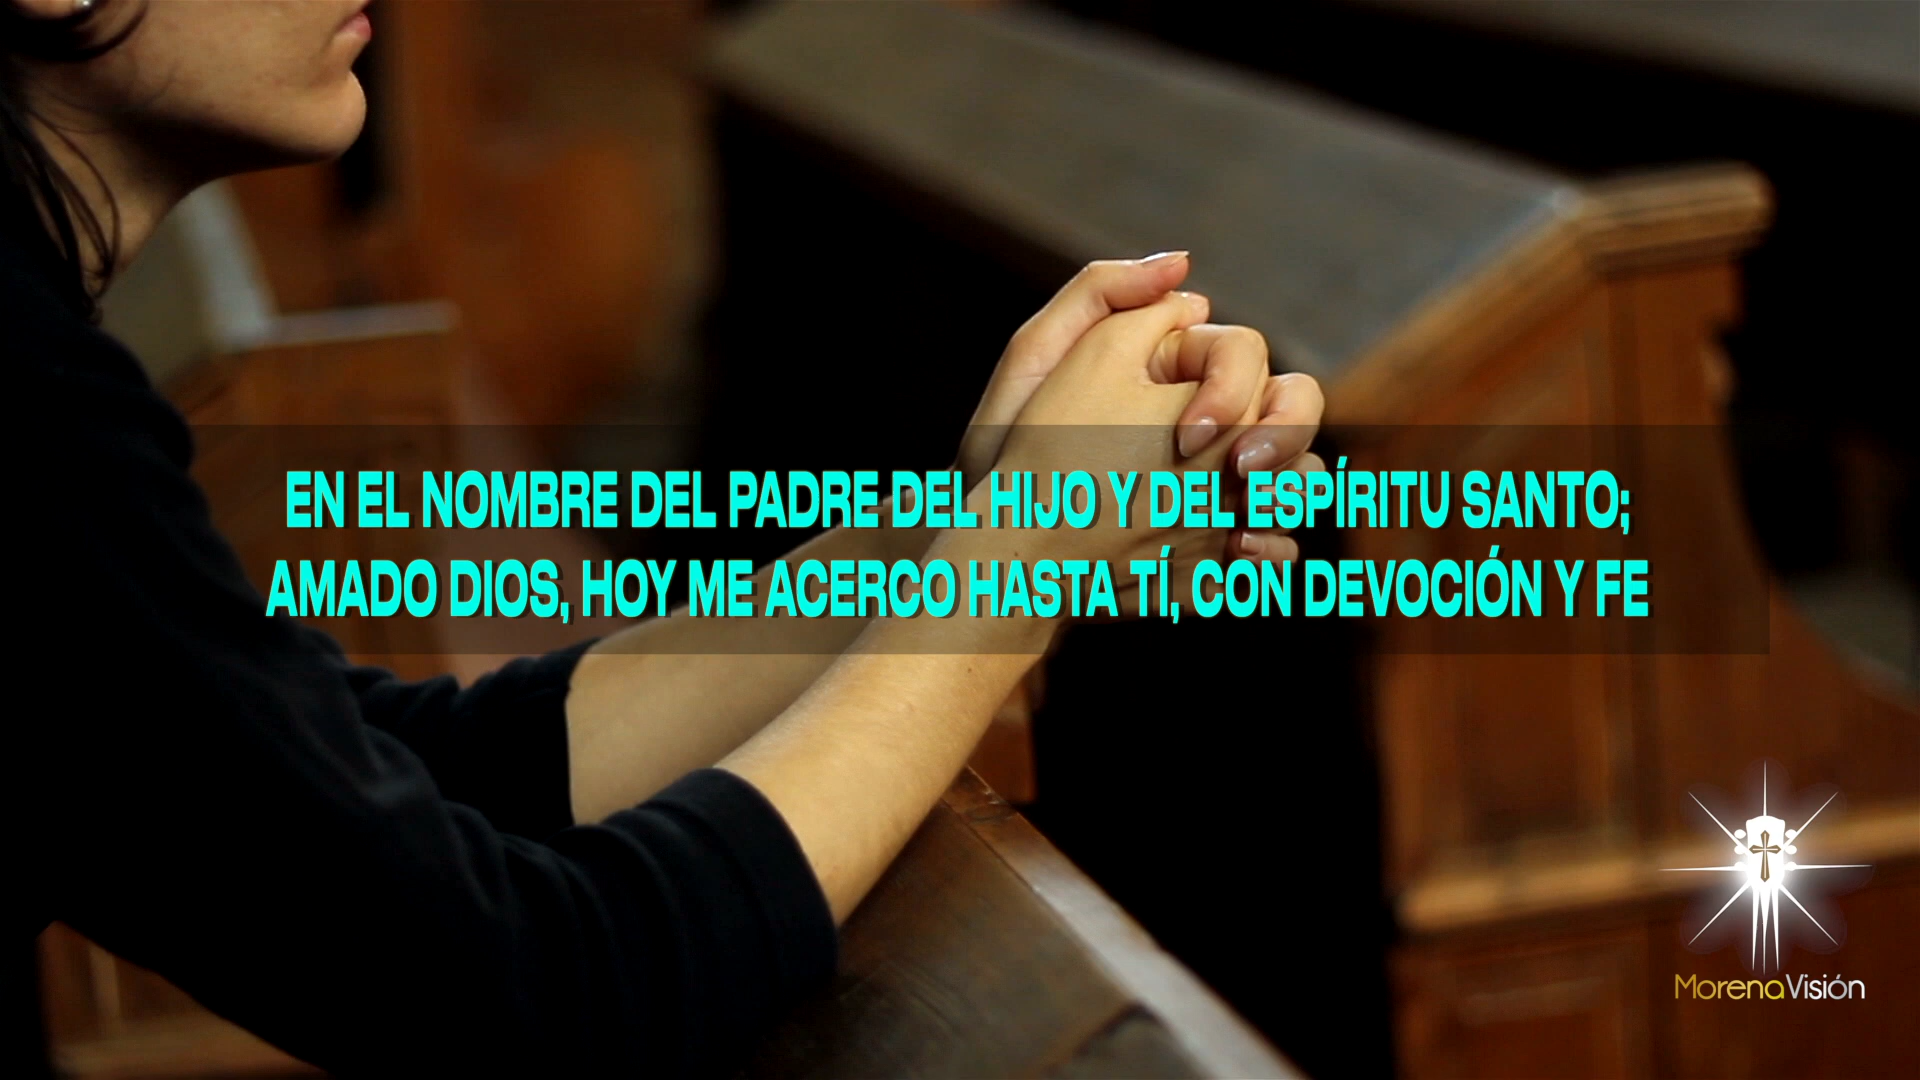 EN EL NOMBRE DEL PADRE DEL HIJO Y DEL ESPÍRITU SANTO;
AMADO DIOS, HOY ME ACERCO HASTA TÍ, CON DEVOCIÓN Y FE
MorenaVisión